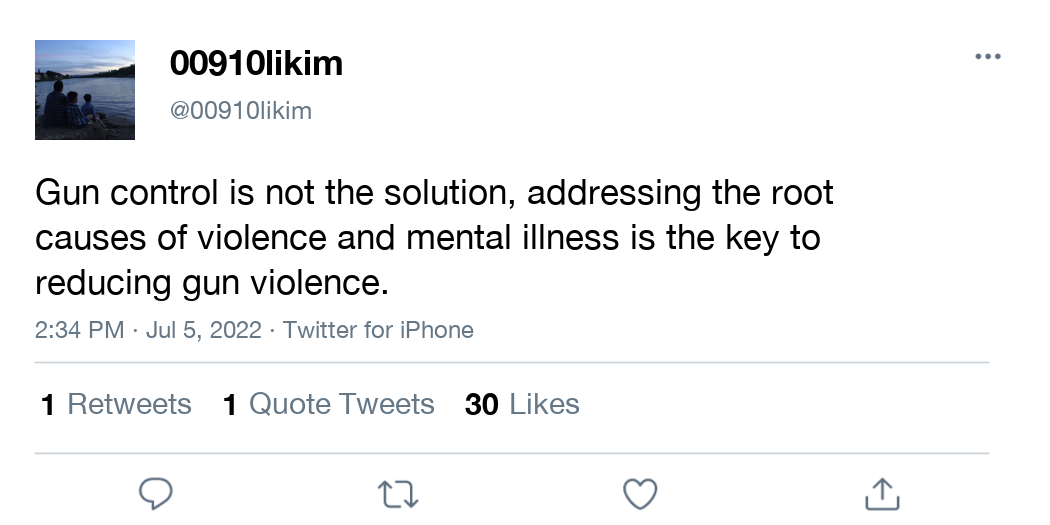 00910likim
@00910likim
Gun control is not the solution, addressing the root
causes of violence and mental illness is the key to
reducing gun violence.
2:34 PM · Jul 5, 2022 · Twitter for iPhone
1 Retweets 1 Quote Tweets 30 Likes